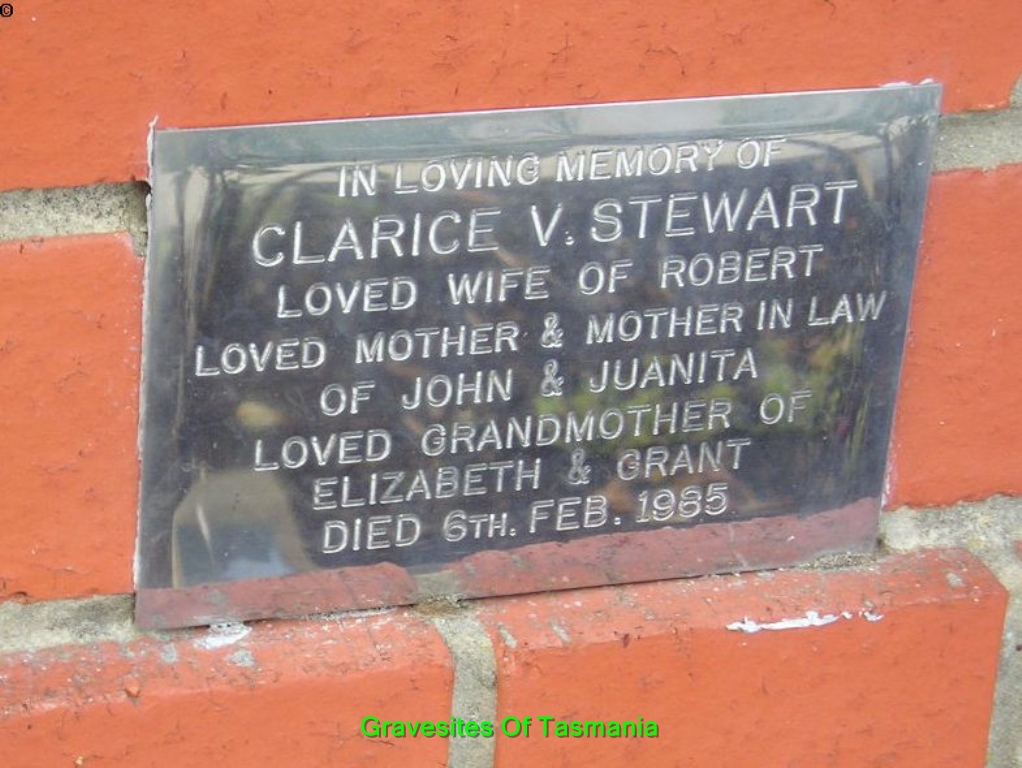 ©
IN LOVING MEMORY OF
CLARICE V. STEWART
LOVED WIFE OF ROBERT
LOVED MOTHER & MOTHER IN LAW
OF JOHN & JUANITA
LOVED GRANDMOTHER OF
ELIZABETH & GRANT
DIED 6TH. FEB. 1985
Gravesites Of Tasmania